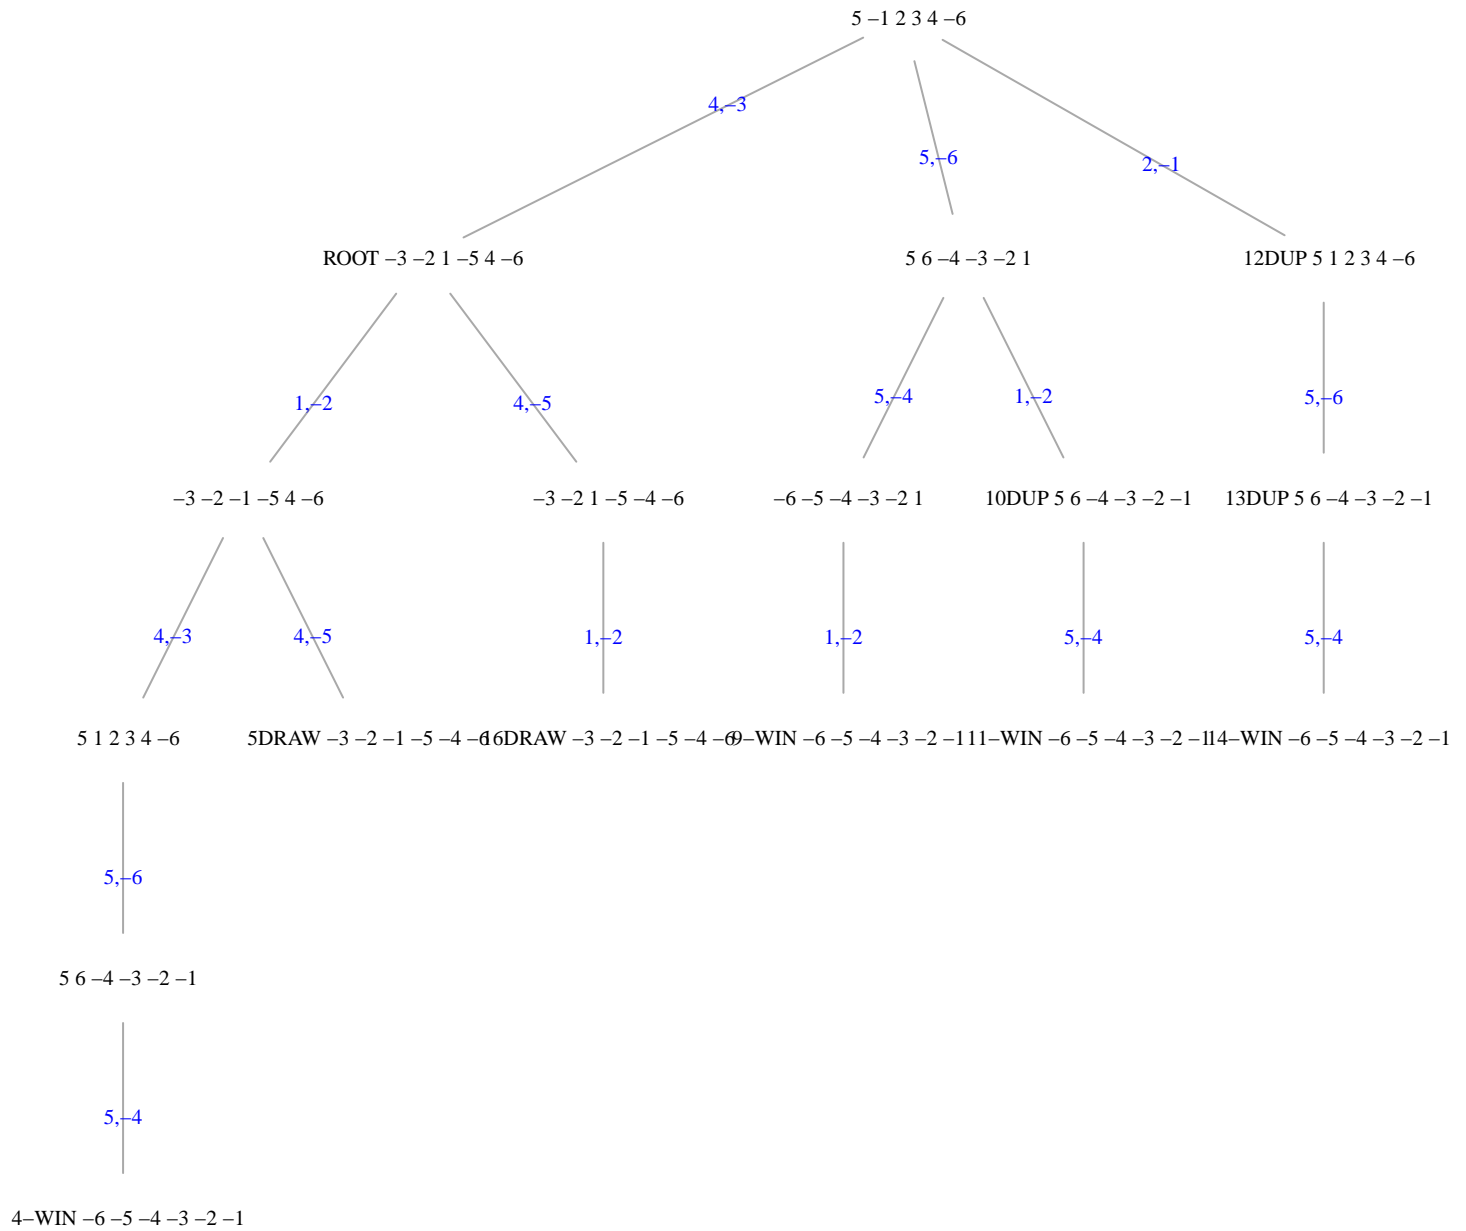 5 –1 2 3 4 –6
4,–3
5,–6
2,–1
ROOT –3 –2 1 –5 4 –6
5 6 –4 –3 –2 1
12DUP 5 1 2 3 4 –6
1,–2
4,–5
5,–4
1,–2
5,–6
–3 –2 –1 –5 4 –6
–3 –2 1 –5 –4 –6
–6 –5 –4 –3 –2 1
10DUP 5 6 –4 –3 –2 –1
13DUP 5 6 –4 –3 –2 –1
4,–3
4,–5
1,–2
1,–2
5,–4
5,–4
5 1 2 3 4 –6
5DRAW –3 –2 –1 –5 –4 –6
16DRAW –3 –2 –1 –5 –4 –6
9–WIN –6 –5 –4 –3 –2 –1
11–WIN –6 –5 –4 –3 –2 –1
14–WIN –6 –5 –4 –3 –2 –1
5,–6
5 6 –4 –3 –2 –1
5,–4
4–WIN –6 –5 –4 –3 –2 –1